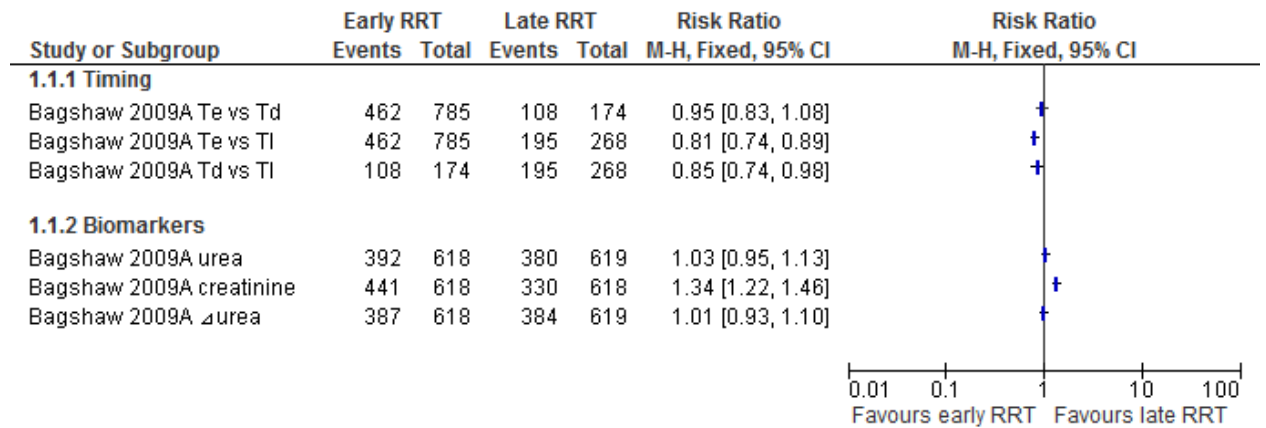 Early RRT Late RRT Risk Ratio Risk Ratio
Study or Subgroup Events Total Events Total M-H, Fixed, 95% CI M-H, Fixed, 95% CI
1.1.1 Timing
Bagshaw 2009A Te vs Td 462 785 108 174 0.95 [0.83, 1.08]
Bagshaw 2009A Te vs Tl 462 785 195 268 0.81 [0.74, 0.89]
Bagshaw 2009A Td vs Tl 108 174 195 268 0.85 [0.74, 0.98]
1.1.2 Biomarkers
Bagshaw 2009A urea 392 618 380 619 1.03 [0.95, 1.13]
Bagshaw 2009A creatinine 441 618 330 618 1.34 [1.22, 1.46]
Bagshaw 2009A ⊿urea 387 618 384 619 1.01 [0.93, 1.10]
0.01 0.1 1 10 100
Favours early RRT Favours late RRT